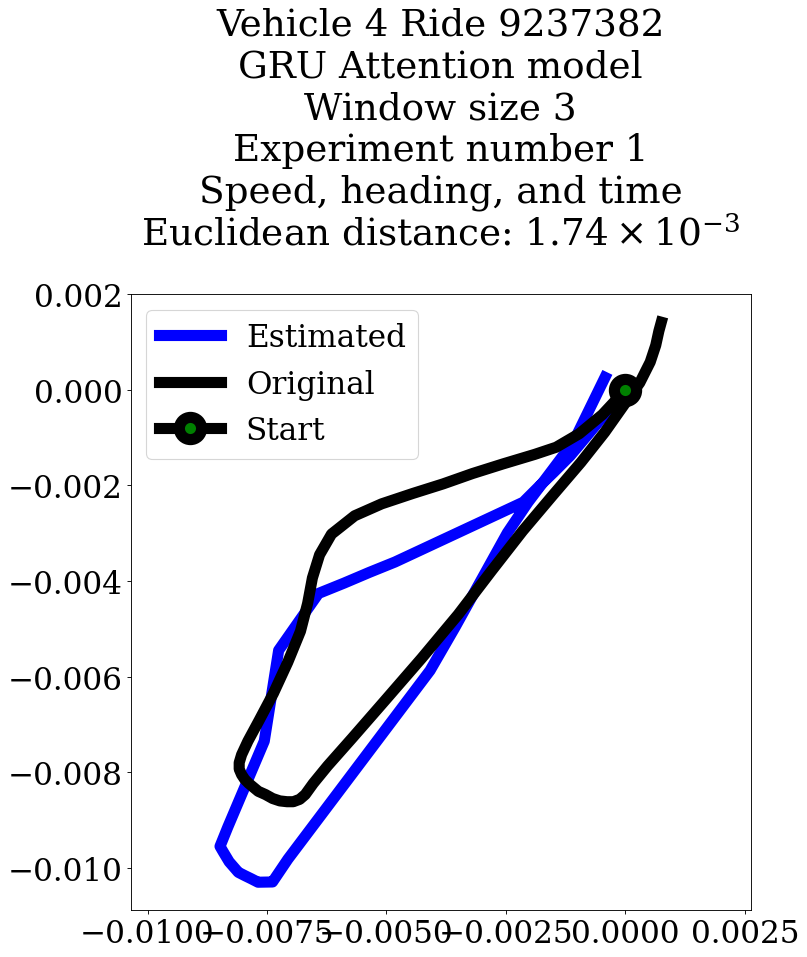 Vehicle 4 Ride 9237382
GRU Attention model
Window size 3
Experiment number 1
Speed, heading, and time
Euclidean distance: 1.74 × 10⁻³
Estimated
Original
Start
0.002
0.000
−0.002
−0.004
−0.006
−0.008
−0.010
−0.0100 −0.0075 −0.0050 −0.0025 0.0000 0.0025